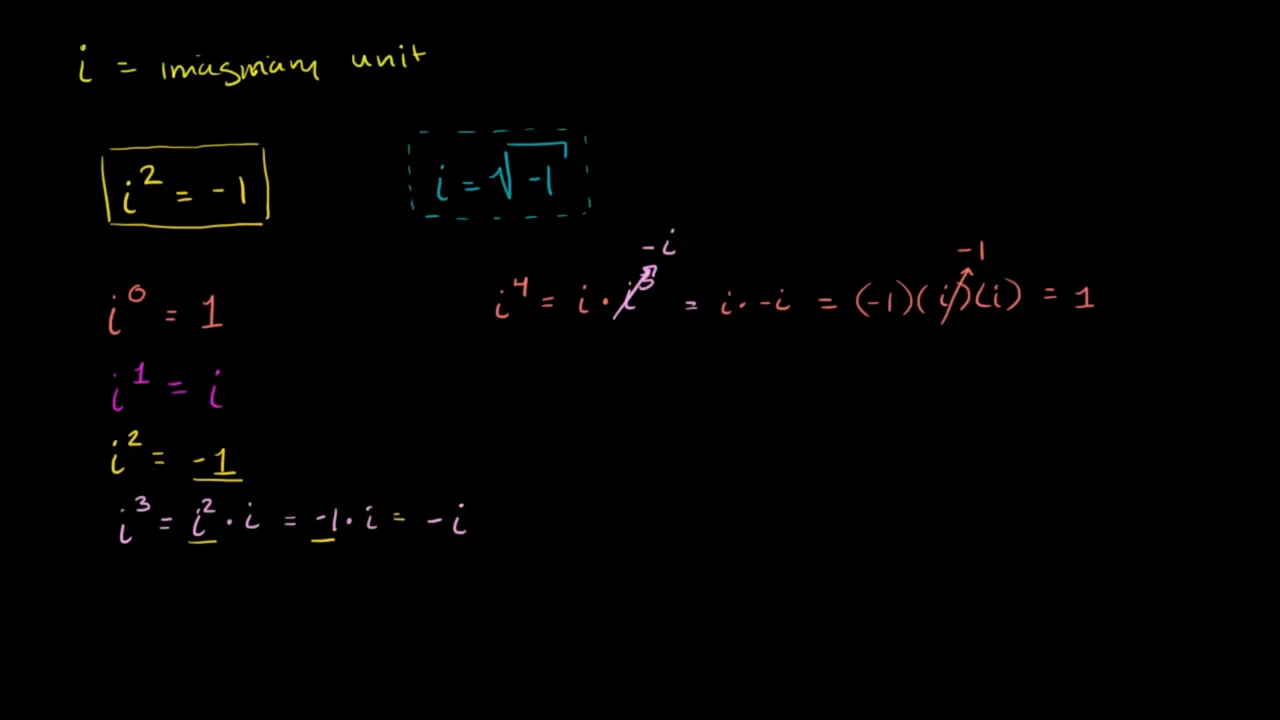 i = imaginary unit
i² = -1
i = √-1
-i
-1
i⁴ = i · i³ = i · -i = (-1)(i)(i) = 1
i⁰ = 1
i¹ = i
i² = -1
i³ = i² · i = -1 · i = -i